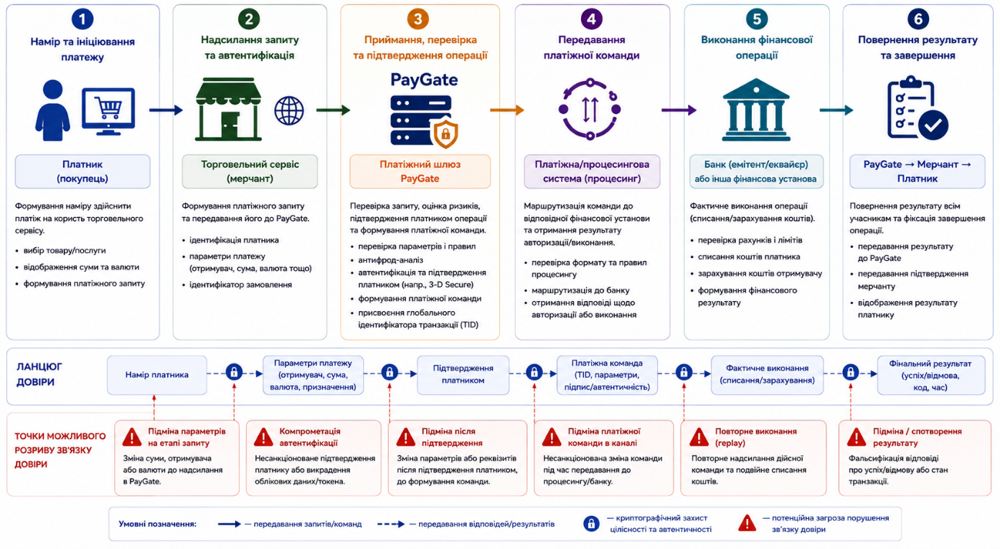 1
Намір та ініціювання
платежу
Платник
(покупець)
Формування наміру здійснити
платіж на користь торговельного
сервісу.
• вибір товару/послуги
• відображення суми та валюти
• формування платіжного запиту
2
Надсилання запиту
та автентифікація
Торговельний сервіс
(мерчант)
Формування платіжного запиту
та передавання його до PayGate.
• ідентифікація платника
• параметри платежу
(отримувач, сума, валюта тощо)
• ідентифікатор замовлення
3
Приймання, перевірка
та підтвердження операції
PayGate
Платіжний шлюз
PayGate
Перевірка запиту, оцінка ризиків,
підтвердження платником операції
та формування платіжної команди.
• перевірка параметрів і правил
• антифрод-аналіз
• автентифікація та підтвердження
платником (напр., 3-D Secure)
• формування платіжної команди
• присвоєння глобального
ідентифікатора транзакції (TID)
4
Передавання
платіжної команди
Платіжна/процесингова
система (процесинг)
Маршрутизація команди до
відповідної фінансової установи
та отримання результату
авторизації/виконання.
• перевірка формату та правил
процесингу
• маршрутизація до банку
• отримання відповіді щодо
авторизації або виконання
5
Виконання фінансової
операції
Банк (емітент/еквайєр)
або інша фінансова установа
Фактичне виконання операції
(списання/зарахування коштів).
• перевірка рахунків і лімітів
• списання коштів платника
• зарахування коштів отримувачу
• формування фінансового
результату
6
Повернення результату
та завершення
PayGate → Мерчант →
Платник
Повернення результату всім
учасникам та фіксація завершення
операції.
• передавання результату
до PayGate
• передавання підтвердження
мерчанту
• відображення результату
платнику
ЛАНЦЮГ
ДОВІРИ
Намір платника
Параметри платежу
(отримувач, сума,
валюта, призначення)
Підтвердження
платником
Платіжна команда
(TID, параметри,
підпис/автентичність)
Фактичне виконання
(списання/зарахування)
Фінальний результат
(успіх/відмова,
код, час)
ТОЧКИ МОЖЛИВОГО
РОЗРИВУ ЗВ'ЯЗКУ
ДОВІРИ
Підміна параметрів
на етапі запиту
Зміна суми, отримувача
або валюти до надсилання
в PayGate.
Компрометація
автентифікації
Несанкціоноване підтвердження
платнику або викрадення
облікових даних/токена.
Підміна після
підтвердження
Зміна параметрів або реквізитів
після підтвердження платником,
до формування команди.
Підміна платіжної
команди в каналі
Несанкціонована зміна команди
під час передавання до
процесингу/банку.
Повторне виконання
(replay)
Повторне надсилання дійсної
команди та подвійне списання
коштів.
Підміна / спотворення
результату
Фальсифікація відповіді
про успіх/відмову або стан
транзакції.
Умовні позначення:
— передавання запитів/команд
— передавання відповідей/результатів
— криптографічний захист
цілісності та автентичності
— потенційна загроза порушення
зв'язку довіри